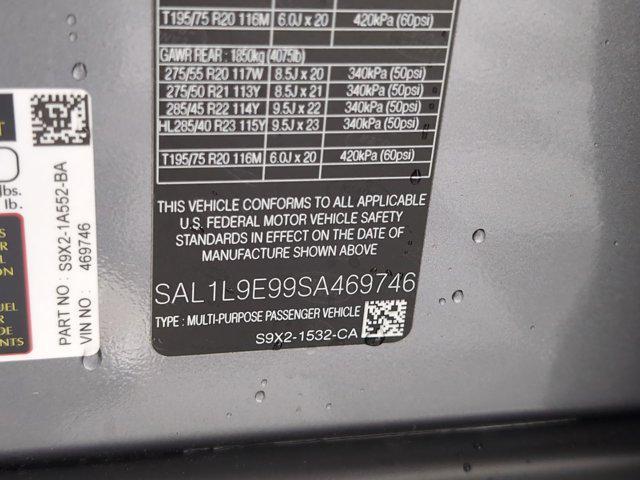 T195/75 R20 116M 6.0J x 20 420kPa (60psi)
GAWR REAR : 1850kg (4075lb)
275/55 R20 117W 8.5J x 20 340kPa (50psi)
275/50 R21 113Y 8.5J x 21 340kPa (50psi)
285/45 R22 114Y 9.5J x 22 340kPa (50psi)
HL285/40 R23 115Y 9.5J x 23 340kPa (50psi)
T195/75 R20 116M 6.0J x 20 420kPa (60psi)
THIS VEHICLE CONFORMS TO ALL APPLICABLE
U.S. FEDERAL MOTOR VEHICLE SAFETY
STANDARDS IN EFFECT ON THE DATE OF
MANUFACTURE SHOWN ABOVE
SAL1L9E99SA469746
TYPE : MULTI-PURPOSE PASSENGER VEHICLE
S9X2-1532-CA
lbs.
lb.
PART NO : S9X2-1A552-BA
VIN NO : 469746